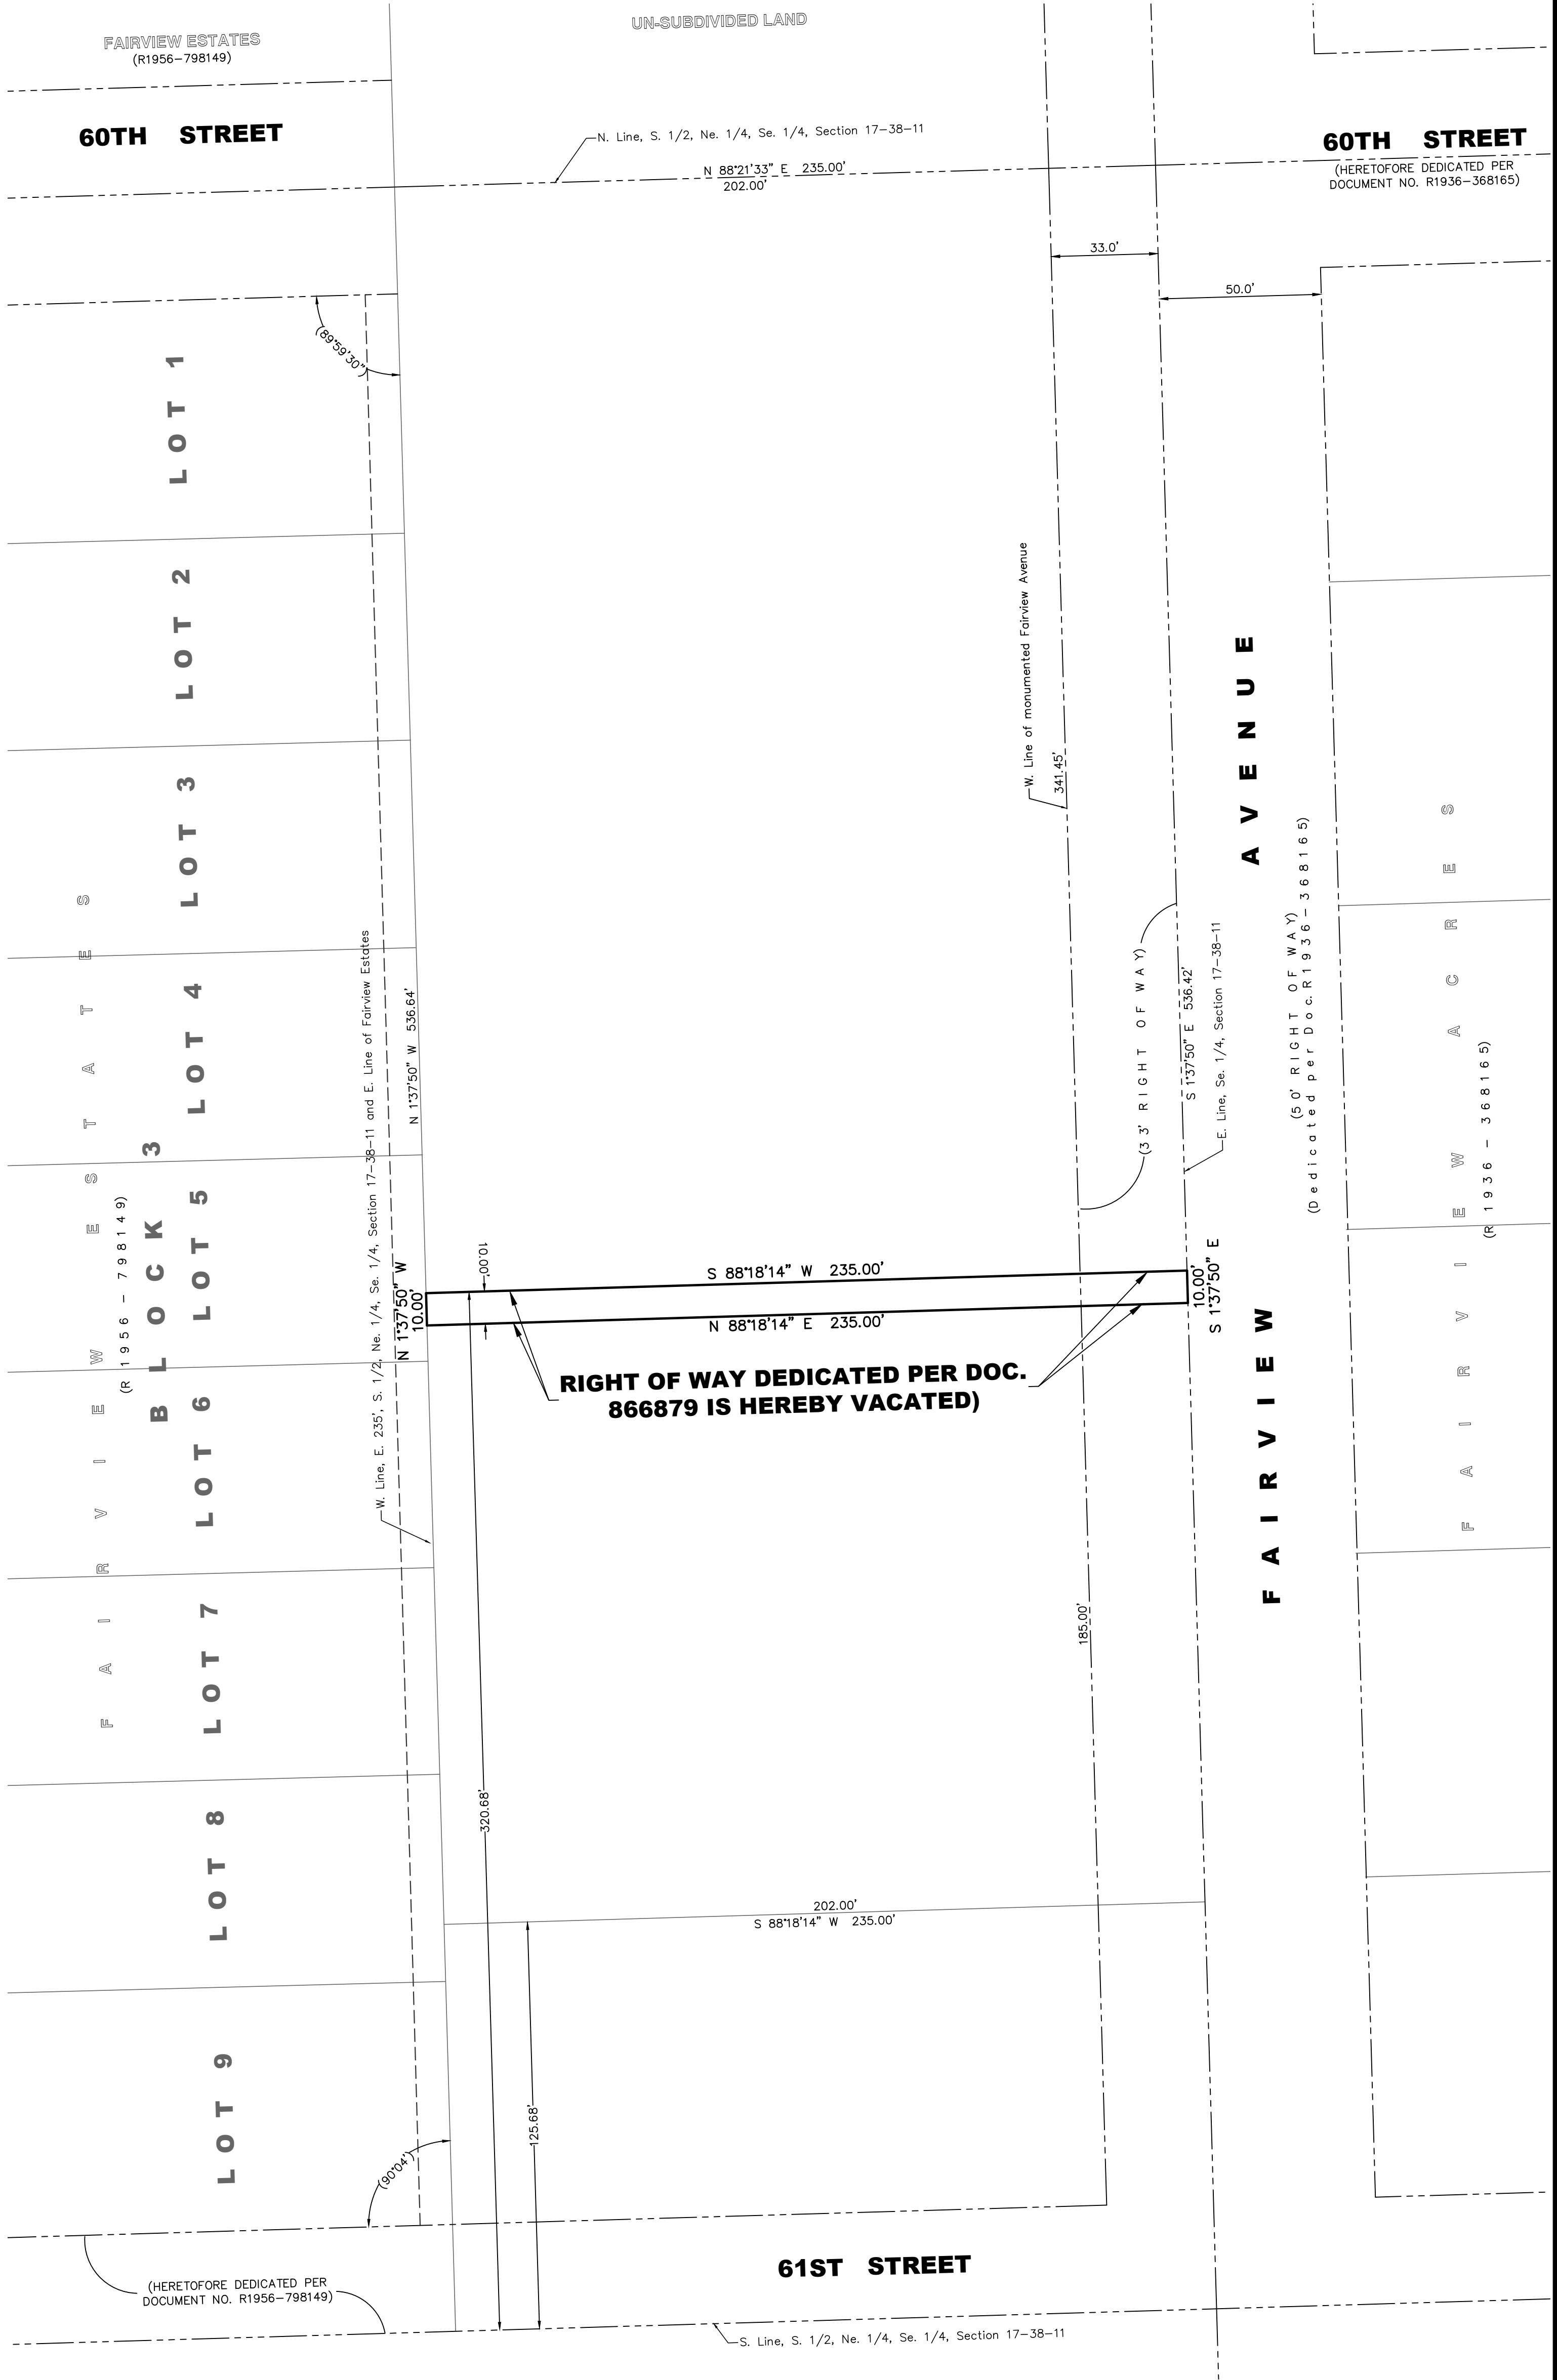 UN-SUBDIVIDED LAND
FAIRVIEW ESTATES
(R1956-798149)
60TH STREET
N. Line, S. 1/2, Ne. 1/4, Se. 1/4, Section 17-38-11
N 88°21'33" E 235.00'
202.00'
60TH STREET
(HERETOFORE DEDICATED PER
DOCUMENT NO. R1936-368165)
33.0'
50.0'
(89°59'30")
LOT 1
LOT 2
LOT 3
LOT 4
LOT 5
LOT 6
LOT 7
LOT 8
LOT 9
BLOCK 3
FAIRVIEW ESTATES
(R1956-798149)
W. Line, E. 235', S. 1/2, Ne. 1/4, Se. 1/4, Section 17-38-11 and E. Line of Fairview Estates
N 1°37'50" W 536.64'
W. Line of monumented Fairview Avenue
341.45'
(33' RIGHT OF WAY)
S 1°37'50" E 536.42'
E. Line, Se. 1/4, Section 17-38-11
FAIRVIEW AVENUE
(50' RIGHT OF WAY)
(Dedicated per Doc. R1936-368165)
FAIRVIEW ACRES
(R1936-368165)
N 1°37'50" W
10.00'
10.00'
S 88°18'14" W 235.00'
N 88°18'14" E 235.00'
10.00'
S 1°37'50" E
RIGHT OF WAY DEDICATED PER DOC.
866879 IS HEREBY VACATED)
185.00'
320.68'
202.00'
S 88°18'14" W 235.00'
125.68'
(90°04')
61ST STREET
(HERETOFORE DEDICATED PER
DOCUMENT NO. R1956-798149)
S. Line, S. 1/2, Ne. 1/4, Se. 1/4, Section 17-38-11